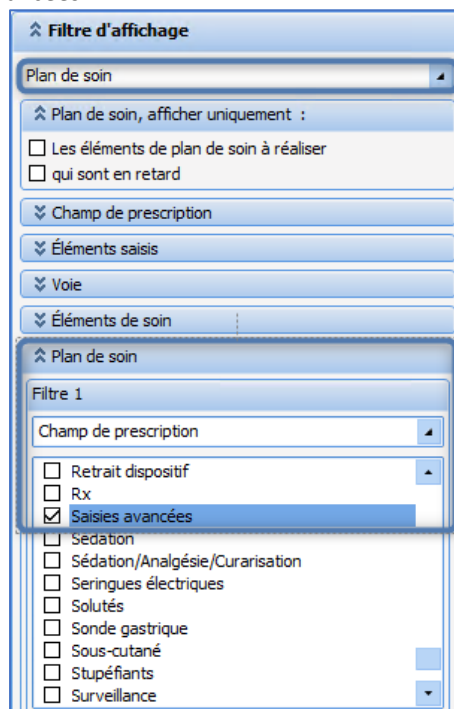 Filtre d'affichage
Plan de soin
Plan de soin, afficher uniquement :
Les éléments de plan de soin à réaliser
qui sont en retard
Champ de prescription
Éléments saisis
Voie
Éléments de soin
Plan de soin
Filtre 1
Champ de prescription
Retrait dispositif
Rx
Saisies avancées
Sédation
Sédation/Analgésie/Curarisation
Seringues électriques
Solutés
Sonde gastrique
Sous-cutané
Stupéfiants
Surveillance